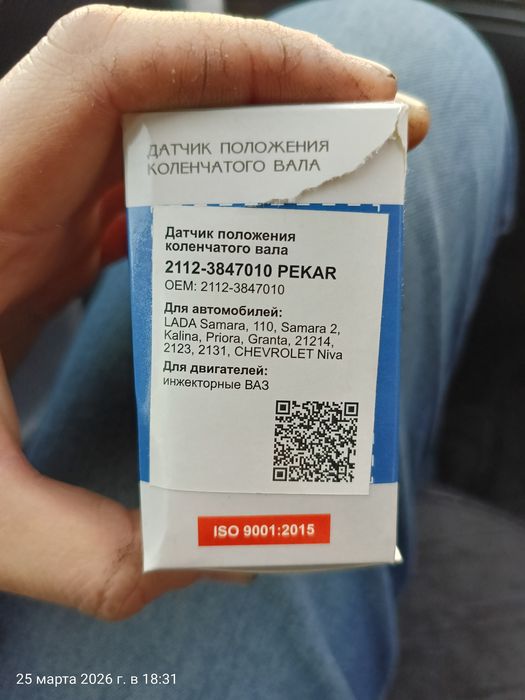 ДАТЧИК ПОЛОЖЕНИЯ
КОЛЕНЧАТОГО ВАЛА
Датчик положения
коленчатого вала
2112-3847010 PEKAR
OEM: 2112-3847010
Для автомобилей:
LADA Samara, 110, Samara 2,
Kalina, Priora, Granta, 21214,
2123, 2131, CHEVROLET Niva
Для двигателей:
инжекторные ВАЗ
ISO 9001:2015
25 марта 2026 г. в 18:31